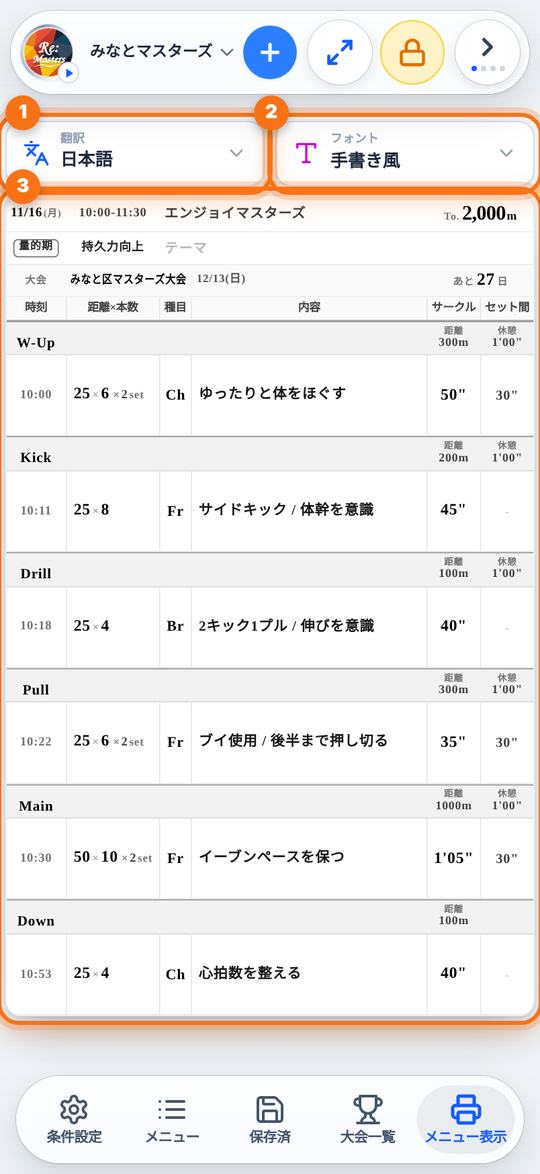 Re:
Masters
みなとマスターズ
1
2
翻訳
日本語
フォント
手書き風
3
11/16(月) 10:00-11:30 エンジョイマスターズ To. 2,000m
量的期 持久力向上 テーマ
大会 みなと区マスターズ大会 12/13(日) あと 27 日
時刻 距離×本数 種目 内容 サークル セット間
W-Up 距離 300m 休憩 1'00"
10:00 25×6 ×2set Ch ゆったりと体をほぐす 50" 30"
Kick 距離 200m 休憩 1'00"
10:11 25×8 Fr サイドキック / 体幹を意識 45" -
Drill 距離 100m 休憩 1'00"
10:18 25×4 Br 2キック1プル / 伸びを意識 40" -
Pull 距離 300m 休憩 1'00"
10:22 25×6 ×2set Fr ブイ使用 / 後半まで押し切る 35" 30"
Main 距離 1000m 休憩 1'00"
10:30 50×10 ×2set Fr イーブンペースを保つ 1'05" 30"
Down 距離 100m
10:53 25×4 Ch 心拍数を整える 40" -
条件設定 メニュー 保存済 大会一覧 メニュー表示